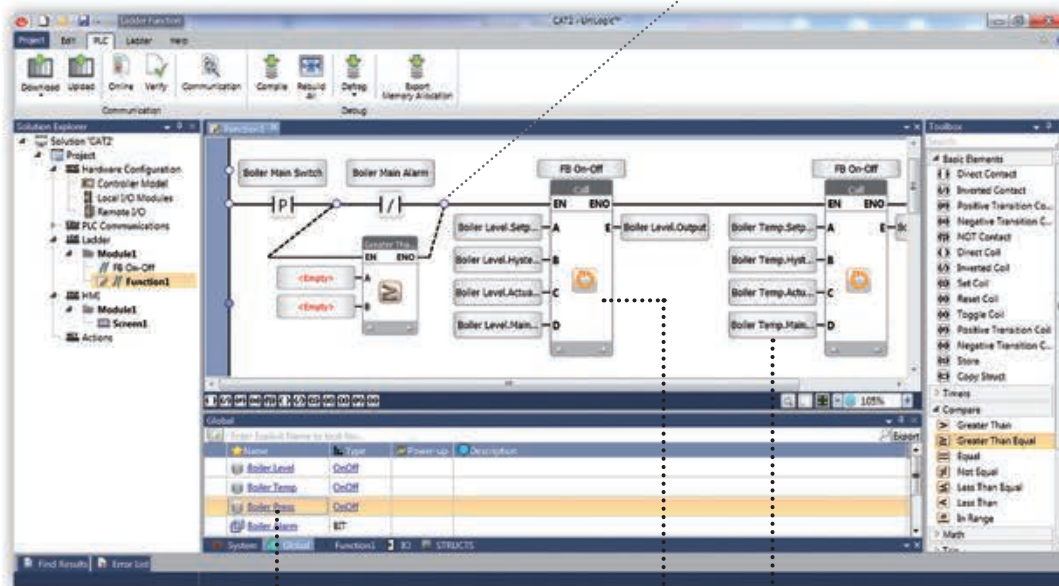 Ladder Function
CAT2 - UniLogic™
Project Edit PLC Ladder Help
Download Upload Online Verify Communication Compile Rebuild All Debug Export Memory Allocation
Communication Debug
Solution Explorer
Solution 'CAT2'
Project
Hardware Configuration
Controller Model
Local I/O Modules
Remote I/O
PLC Communications
Ladder
Module1
FB On-Off
Function1
HMI
Module1
Screen1
Actions
Function1
Boiler Main Switch
Boiler Main Alarm
P
/
Greater Tha...
EN ENO
<Empty> A
<Empty> B
≥
FB On-Off
Call
EN ENO
Boiler Level.Setp... A E Boiler Level.Output
Boiler Level.Hyste... B
Boiler Level.Actua... C
Boiler Level.Main... D
FB On-Off
Call
EN ENO
Boiler Temp.Setp... A E
Boiler Temp.Hyst... B
Boiler Temp.Actu... C
Boiler Temp.Main... D
105%
Global
Export
Name Type Power-up Description
Boiler Level OnOff
Boiler Temp OnOff
Boiler Press OnOff
Boiler Alarm BIT
System Global Function1 IO STRUCTS
Find Results Error List
Toolbox
Search
Basic Elements
Direct Contact
Inverted Contact
Positive Transition Co...
Negative Transition C...
NOT Contact
Direct Coil
Inverted Coil
Set Coil
Reset Coil
Toggle Coil
Positive Transition Coil
Negative Transition C...
Store
Copy Struct
Timers
Compare
> Greater Than
≥ Greater Than Equal
= Equal
≠ Not Equal
≤ Less Than Equal
< Less Than
In Range
Math